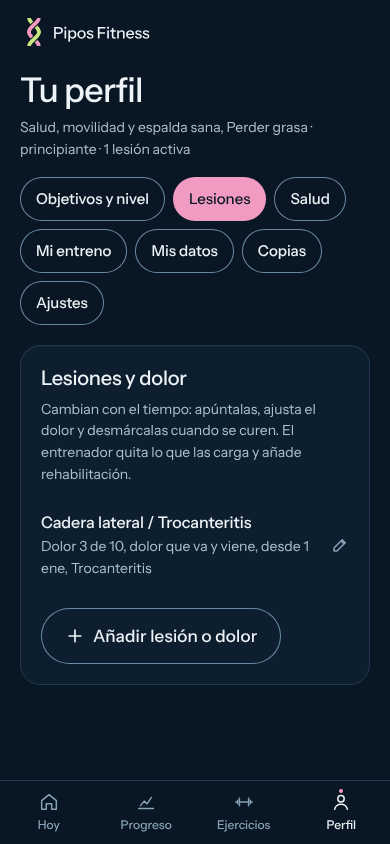 Pipos Fitness
Tu perfil
Salud, movilidad y espalda sana, Perder grasa ·
principiante · 1 lesión activa
Objetivos y nivel
Lesiones
Salud
Mi entreno
Mis datos
Copias
Ajustes
Lesiones y dolor
Cambian con el tiempo: apúntalas, ajusta el
dolor y desmárcalas cuando se curen. El
entrenador quita lo que las carga y añade
rehabilitación.
Cadera lateral / Trocanteritis
Dolor 3 de 10, dolor que va y viene, desde 1
ene, Trocanteritis
+ Añadir lesión o dolor
Hoy
Progreso
Ejercicios
Perfil